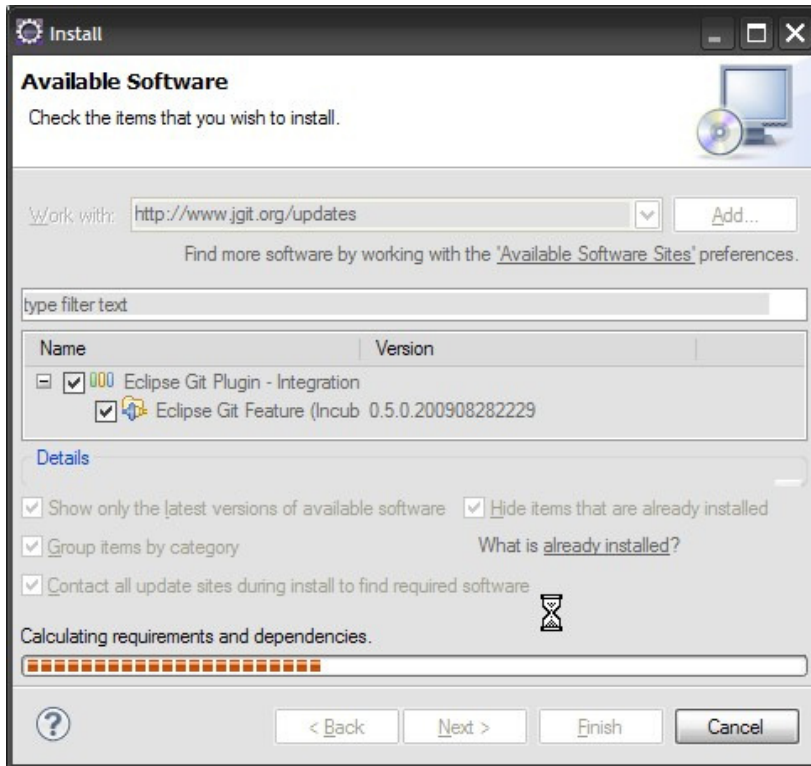 Install
Available Software
Check the items that you wish to install.
Work with: http://www.jgit.org/updates Add...
Find more software by working with the 'Available Software Sites' preferences.
type filter text
Name Version
Eclipse Git Plugin - Integration
Eclipse Git Feature (Incub 0.5.0.200908282229
Details
Show only the latest versions of available software Hide items that are already installed
Group items by category What is already installed?
Contact all update sites during install to find required software
Calculating requirements and dependencies.
? < Back Next > Finish Cancel